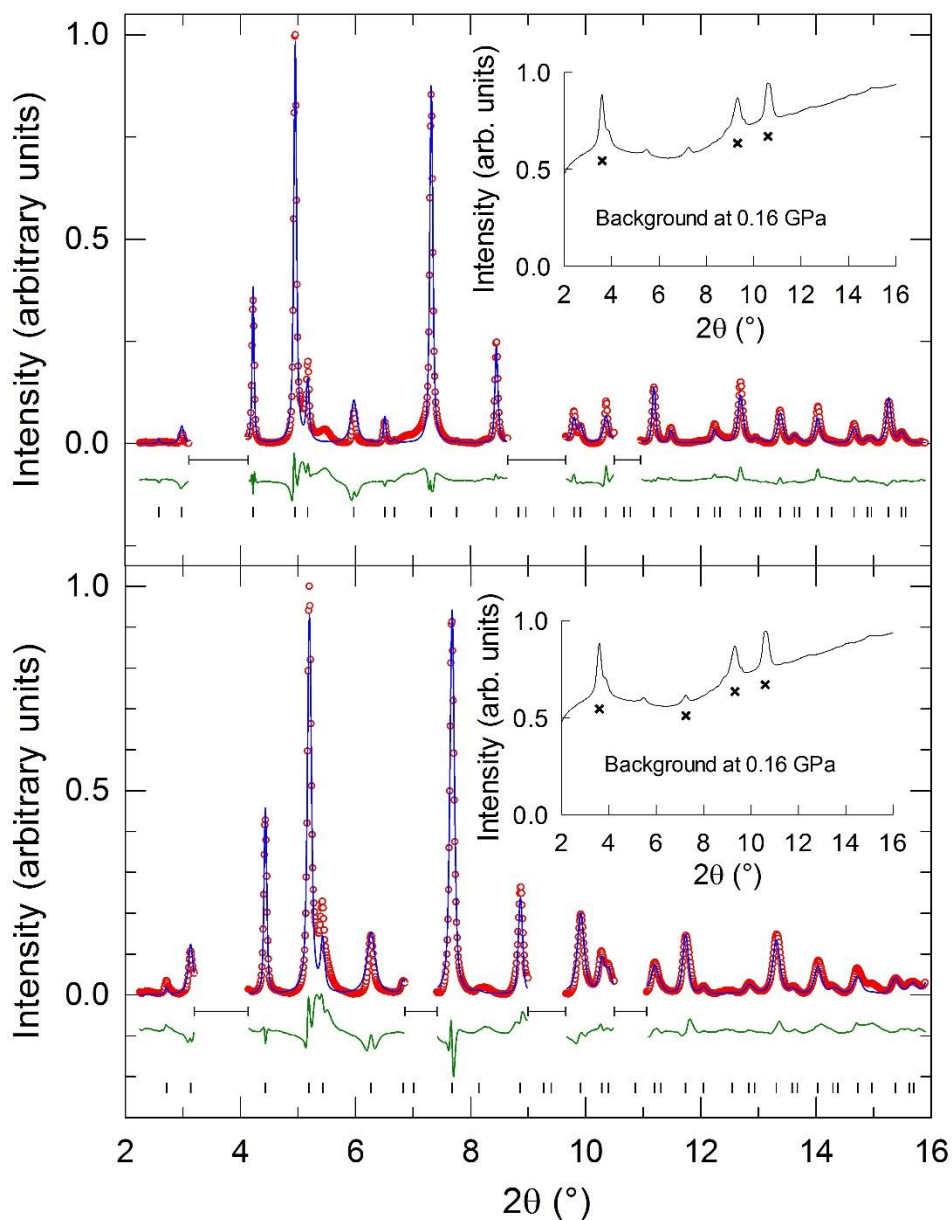 Intensity (arbitrary units)
1.0
0.5
0.0
Intensity (arb. units)
1.0
0.5
0.0
Background at 0.16 GPa
2 4 6 8 10 12 14 16
2θ (°)
Intensity (arbitrary units)
1.0
0.5
0.0
Intensity (arb. units)
1.0
0.5
0.0
Background at 0.16 GPa
2 4 6 8 10 12 14 16
2θ (°)
2 4 6 8 10 12 14 16
2θ (°)